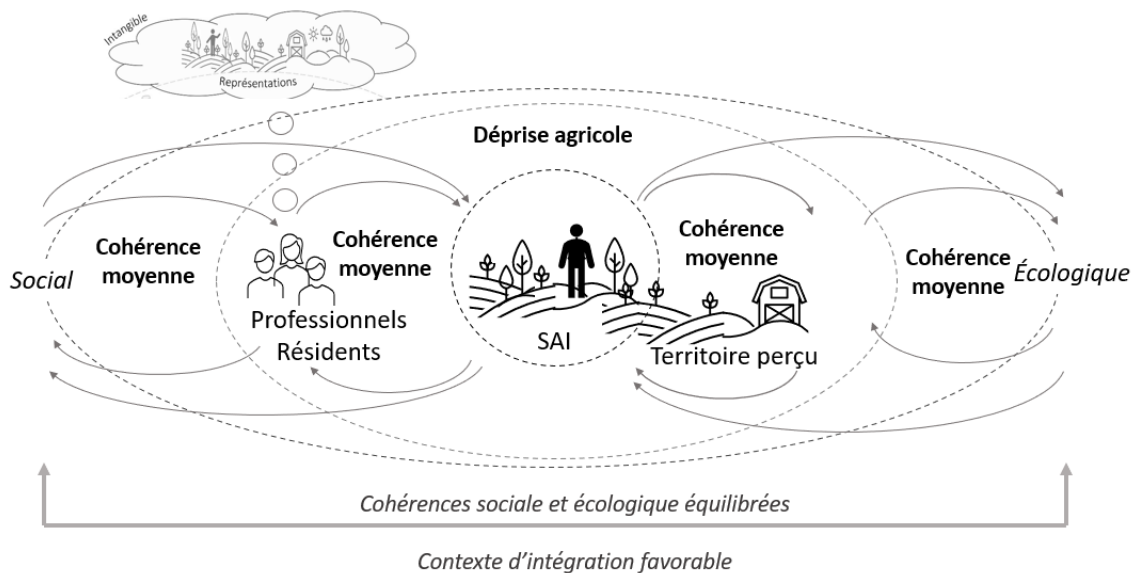 Intangible
Représentations
Déprise agricole
Cohérence
moyenne
Cohérence
moyenne
Cohérence
moyenne
Cohérence
moyenne
Social
Écologique
Professionnels
Résidents
SAI
Territoire perçu
Cohérences sociale et écologique équilibrées
Contexte d'intégration favorable